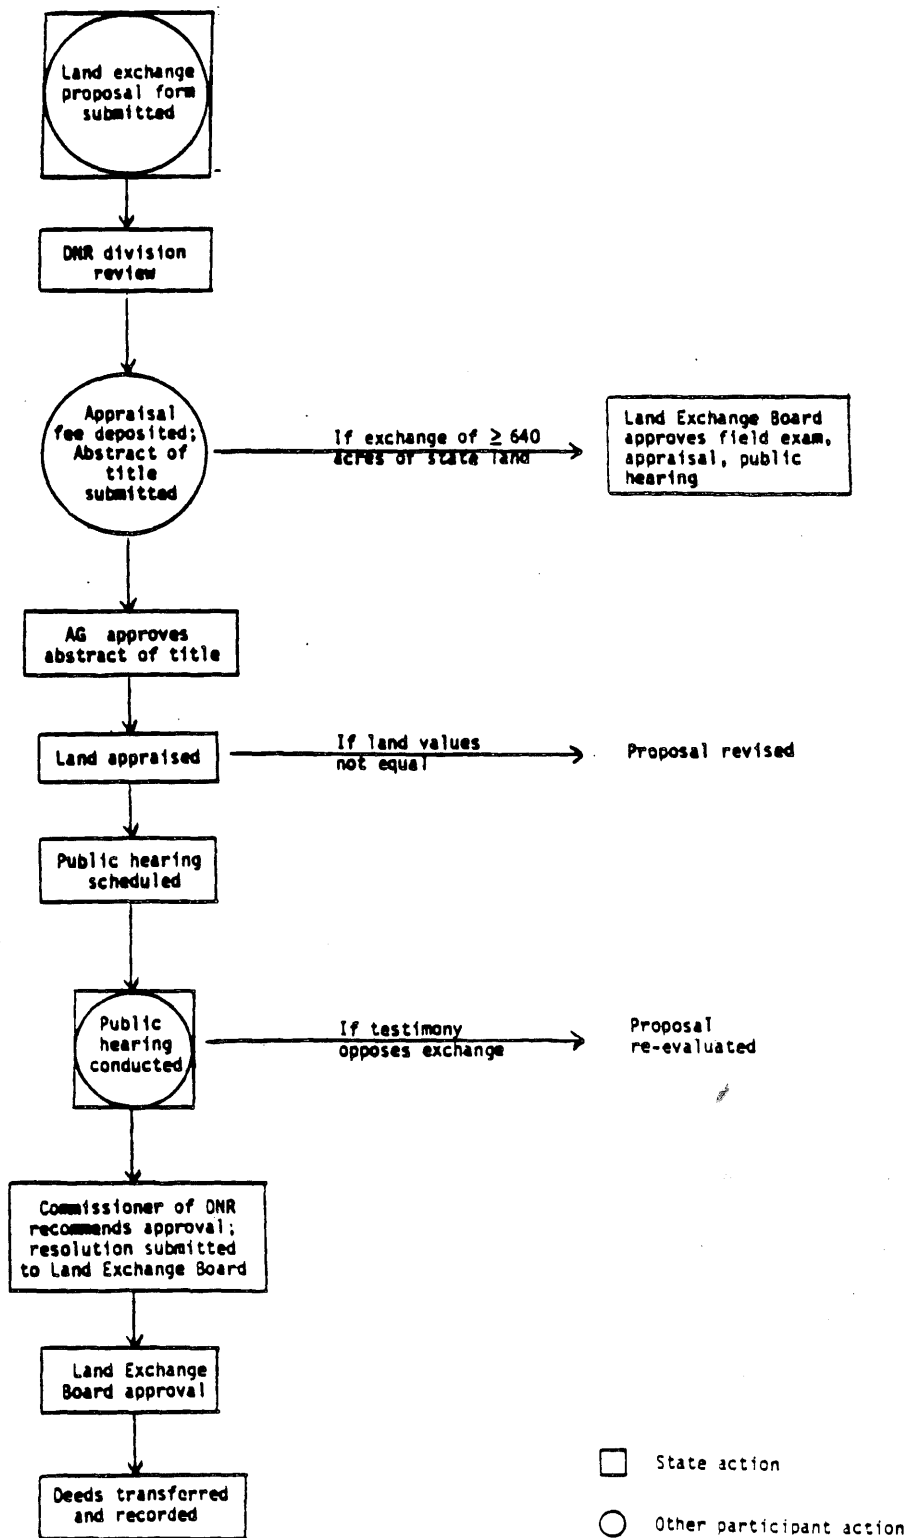 Land exchange
proposal form
submitted
DNR division
review
Appraisal
fee deposited;
Abstract of
title
submitted
If exchange of ≥ 640
acres of state land
Land Exchange Board
approves field exam,
appraisal, public
hearing
AG approves
abstract of title
Land appraised
If land values
not equal
Proposal revised
Public hearing
scheduled
Public
hearing
conducted
If testimony
opposes exchange
Proposal
re-evaluated
Commissioner of DNR
recommends approval;
resolution submitted
to Land Exchange Board
Land Exchange
Board approval
Deeds transferred
and recorded
State action
Other participant action